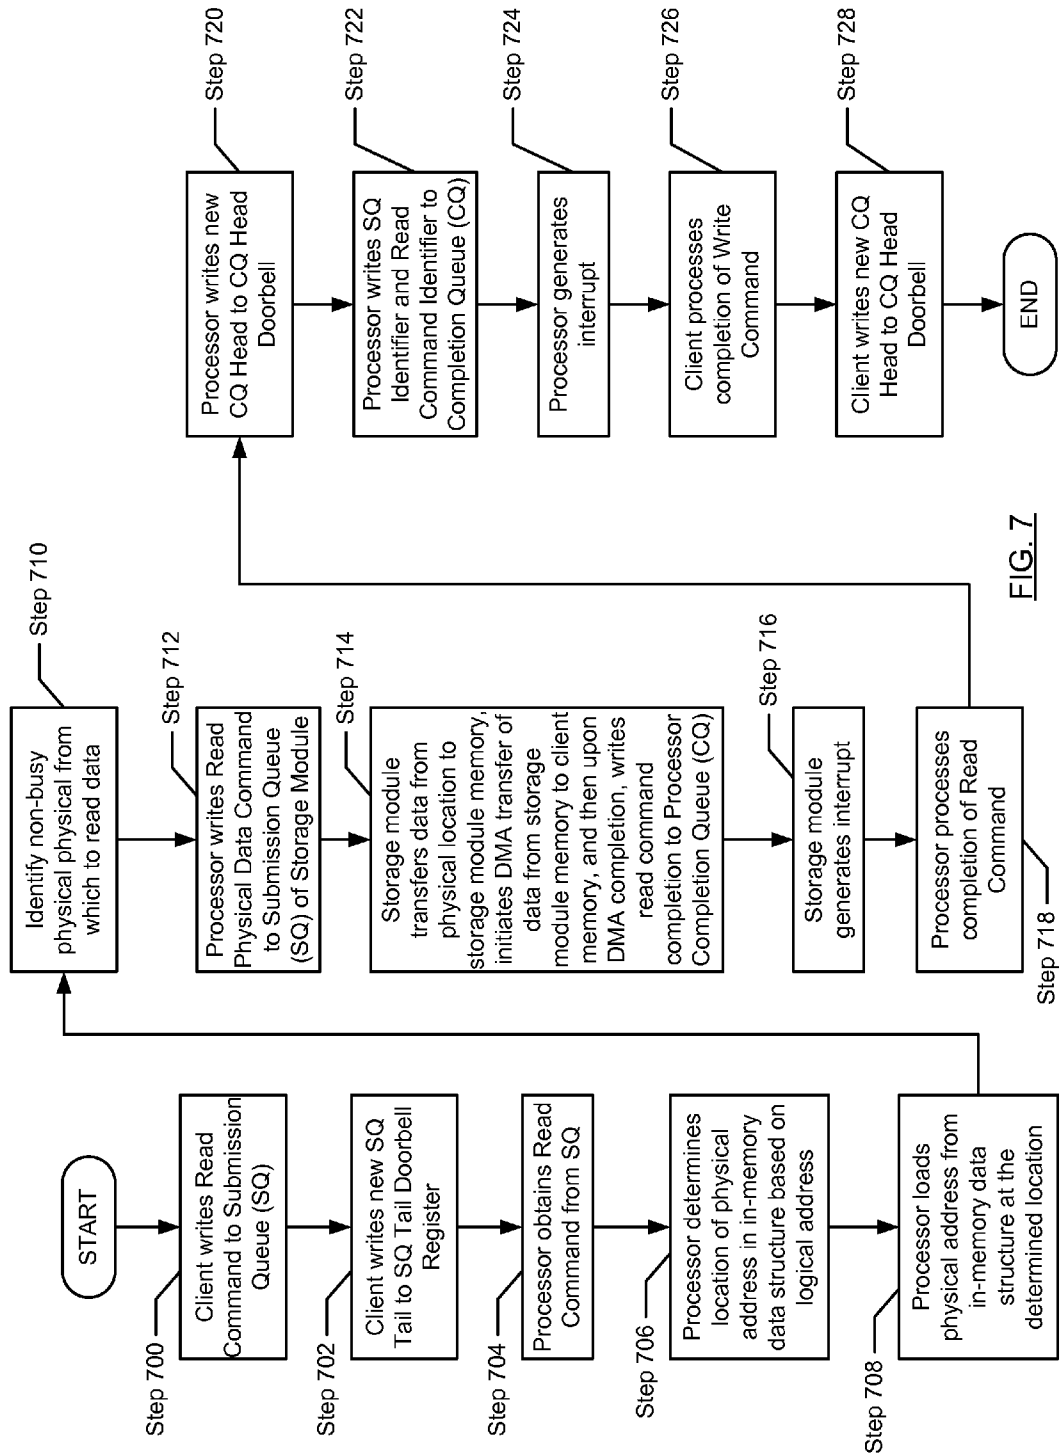 START
Step 700
Client writes Read
Command to Submission
Queue (SQ)
Step 702
Client writes new SQ
Tail to SQ Tail Doorbell
Register
Step 704
Processor obtains Read
Command from SQ
Step 706
Processor determines
location of physical
address in in-memory
data structure based on
logical address
Step 708
Processor loads
physical address from
in-memory data
structure at the
determined location
Step 710
Identify non-busy
physical physical from
which to read data
Step 712
Processor writes Read
Physical Data Command
to Submission Queue
(SQ) of Storage Module
Step 714
Storage module
transfers data from
physical location to
storage module memory,
initiates DMA transfer of
data from storage
module memory to client
memory, and then upon
DMA completion, writes
read command
completion to Processor
Completion Queue (CQ)
Step 716
Storage module
generates interrupt
Step 718
Processor processes
completion of Read
Command
Step 720
Processor writes new
CQ Head to CQ Head
Doorbell
Step 722
Processor writes SQ
Identifier and Read
Command Identifier to
Completion Queue (CQ)
Step 724
Processor generates
interrupt
Step 726
Client processes
completion of Write
Command
Step 728
Client writes new CQ
Head to CQ Head
Doorbell
END
FIG. 7